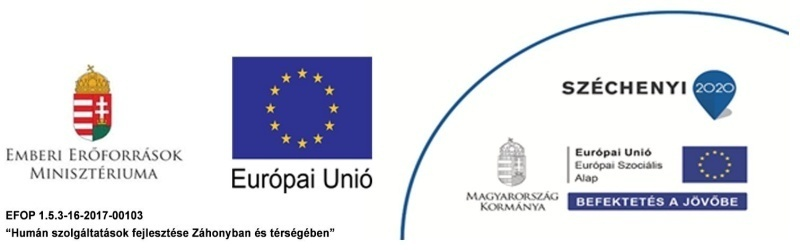 EMBERI ERŐFORRÁSOK
MINISZTÉRIUMA
Európai Unió
EFOP 1.5.3-16-2017-00103
“Humán szolgáltatások fejlesztése Záhonyban és térségében”
SZÉCHENYI 2020
MAGYARORSZÁG
KORMÁNYA
Európai Unió
Európai Szociális
Alap
BEFEKTETÉS A JÖVŐBE